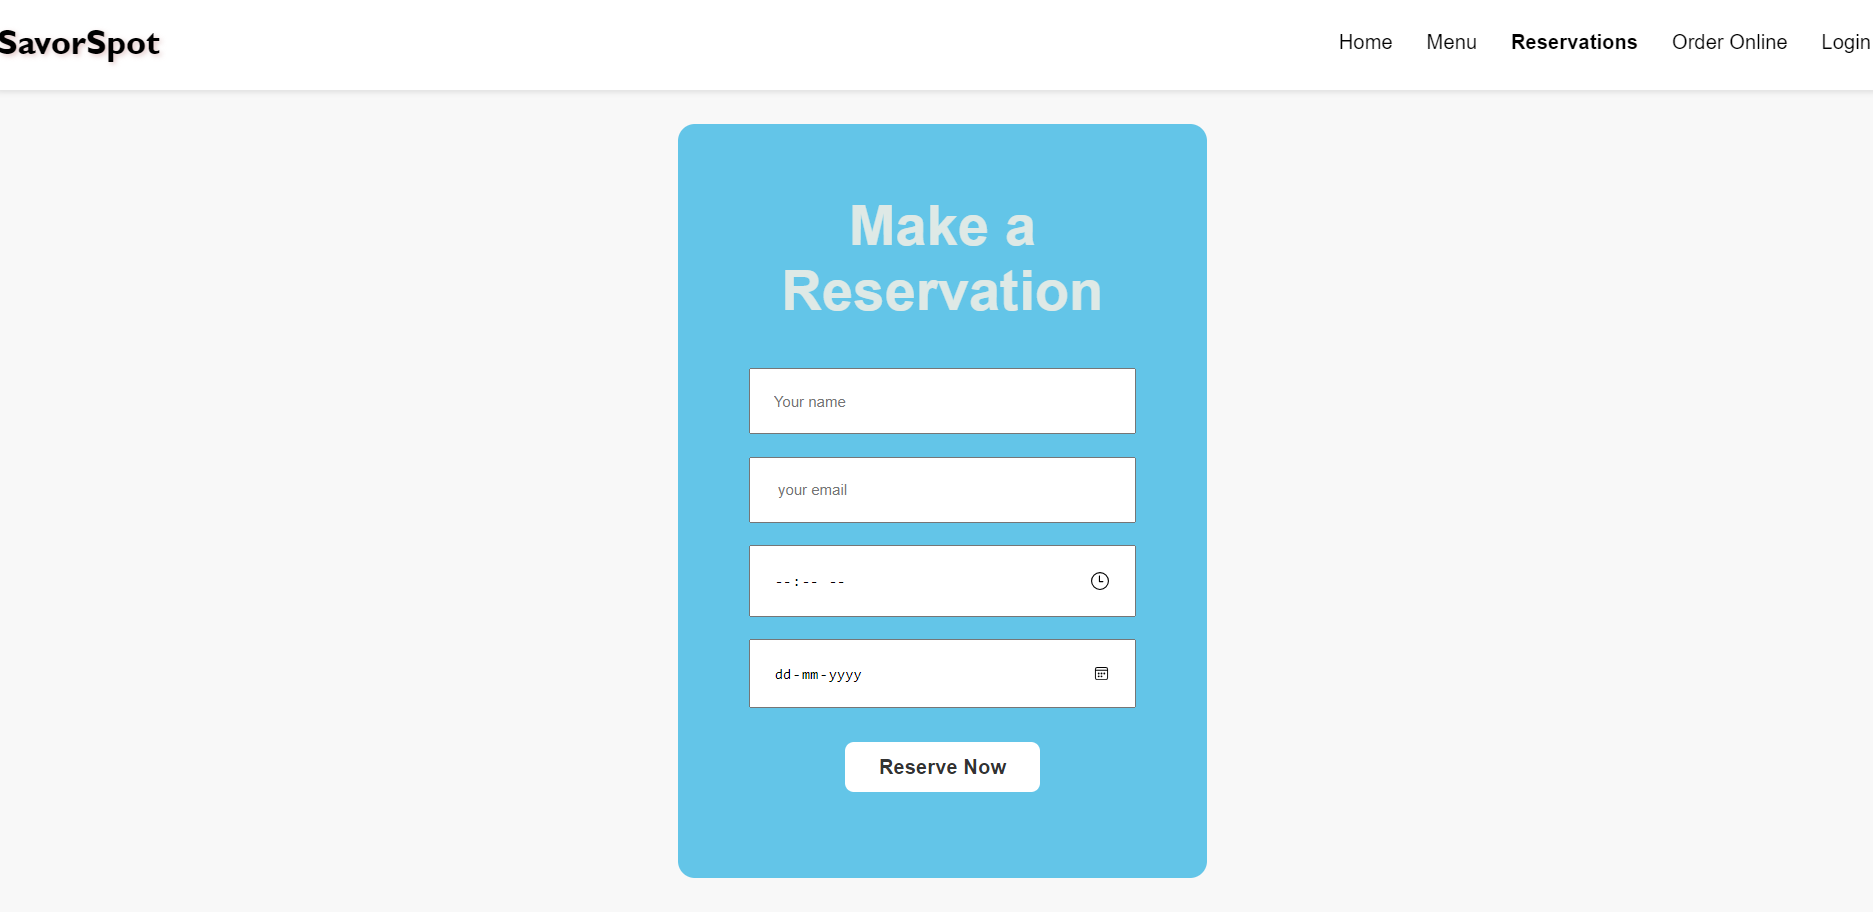 SavorSpot
Home Menu Reservations Order Online Login
Make a
Reservation
Your name
your email
--:-- --
dd-mm-yyyy
Reserve Now